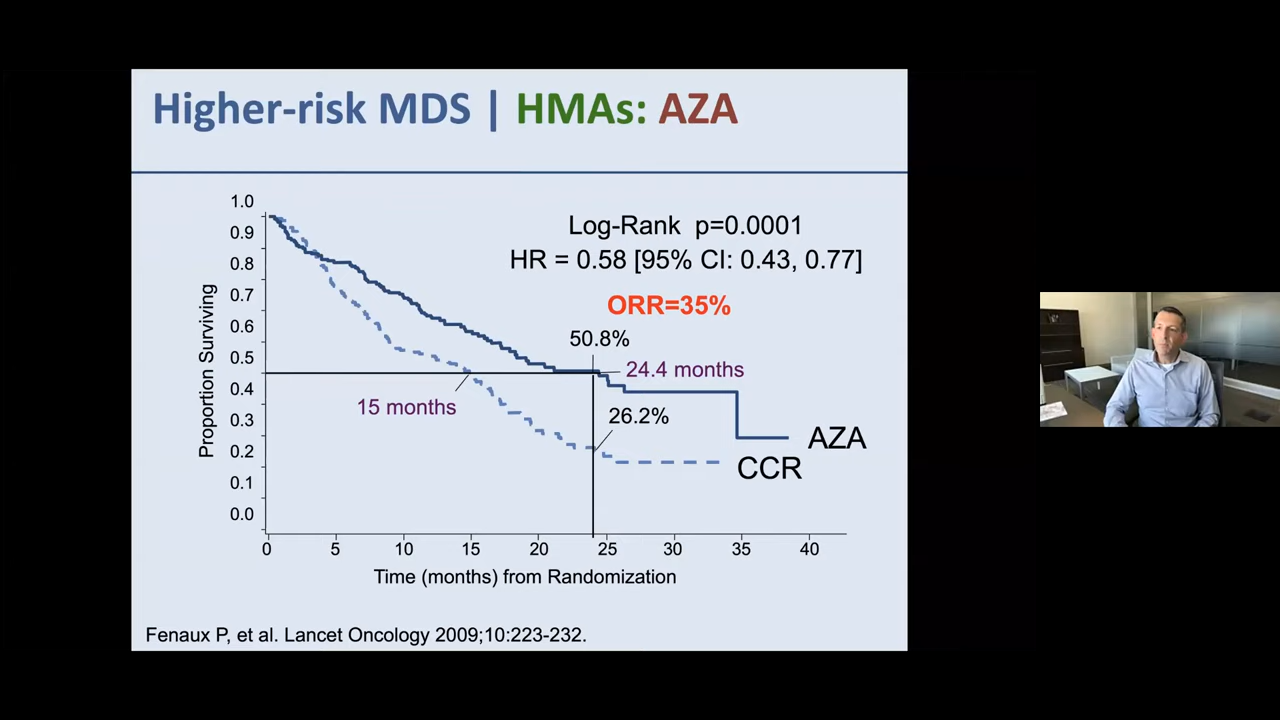 Higher-risk MDS | HMAs: AZA
Log-Rank p=0.0001
HR = 0.58 [95% CI: 0.43, 0.77]
ORR=35%
50.8%
24.4 months
15 months
26.2%
AZA
CCR
Proportion Surviving
1.0
0.9
0.8
0.7
0.6
0.5
0.4
0.3
0.2
0.1
0.0
0 5 10 15 20 25 30 35 40
Time (months) from Randomization
Fenaux P, et al. Lancet Oncology 2009;10:223-232.